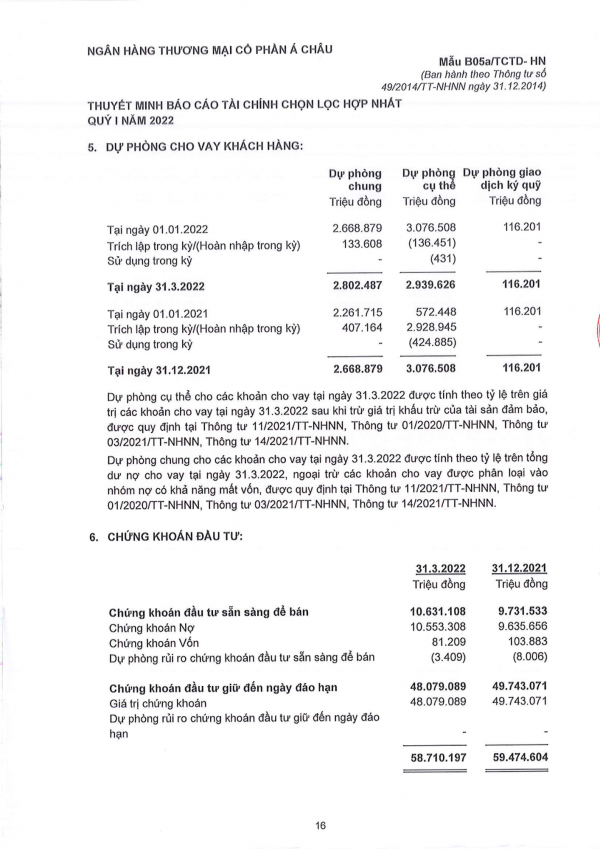 NGÂN HÀNG THƯƠNG MẠI CỔ PHẦN Á CHÂU
Mẫu B05a/TCTD- HN
(Ban hành theo Thông tư số
49/2014/TT-NHNN ngày 31.12.2014)
THUYẾT MINH BÁO CÁO TÀI CHÍNH CHỌN LỌC HỢP NHẤT
QUÝ I NĂM 2022
5. DỰ PHÒNG CHO VAY KHÁCH HÀNG:
Dự phòng Dự phòng Dự phòng giao
chung cụ thể dịch ký quỹ
Triệu đồng Triệu đồng Triệu đồng
Tại ngày 01.01.2022 2.668.879 3.076.508 116.201
Trích lập trong kỳ/(Hoàn nhập trong kỳ) 133.608 (136.451) -
Sử dụng trong kỳ - (431) -
Tại ngày 31.3.2022 2.802.487 2.939.626 116.201
Tại ngày 01.01.2021 2.261.715 572.448 116.201
Trích lập trong kỳ/(Hoàn nhập trong kỳ) 407.164 2.928.945 -
Sử dụng trong kỳ - (424.885) -
Tại ngày 31.12.2021 2.668.879 3.076.508 116.201
Dự phòng cụ thể cho các khoản cho vay tại ngày 31.3.2022 được tính theo tỷ lệ trên giá
trị các khoản cho vay tại ngày 31.3.2022 sau khi trừ giá trị khấu trừ của tài sản đảm bảo,
được quy định tại Thông tư 11/2021/TT-NHNN, Thông tư 01/2020/TT-NHNN, Thông tư
03/2021/TT-NHNN, Thông tư 14/2021/TT-NHNN.
Dự phòng chung cho các khoản cho vay tại ngày 31.3.2022 được tính theo tỷ lệ trên tổng
dư nợ cho vay tại ngày 31.3.2022, ngoại trừ các khoản cho vay được phân loại vào
nhóm nợ có khả năng mất vốn, được quy định tại Thông tư 11/2021/TT-NHNN, Thông tư
01/2020/TT-NHNN, Thông tư 03/2021/TT-NHNN, Thông tư 14/2021/TT-NHNN.
6. CHỨNG KHOÁN ĐẦU TƯ:
31.3.2022 31.12.2021
Triệu đồng Triệu đồng
Chứng khoán đầu tư sẵn sàng để bán 10.631.108 9.731.533
Chứng khoán Nợ 10.553.308 9.635.656
Chứng khoán Vốn 81.209 103.883
Dự phòng rủi ro chứng khoán đầu tư sẵn sàng để bán (3.409) (8.006)
Chứng khoán đầu tư giữ đến ngày đáo hạn 48.079.089 49.743.071
Giá trị chứng khoán 48.079.089 49.743.071
Dự phòng rủi ro chứng khoán đầu tư giữ đến ngày đáo
hạn - -
58.710.197 59.474.604
16